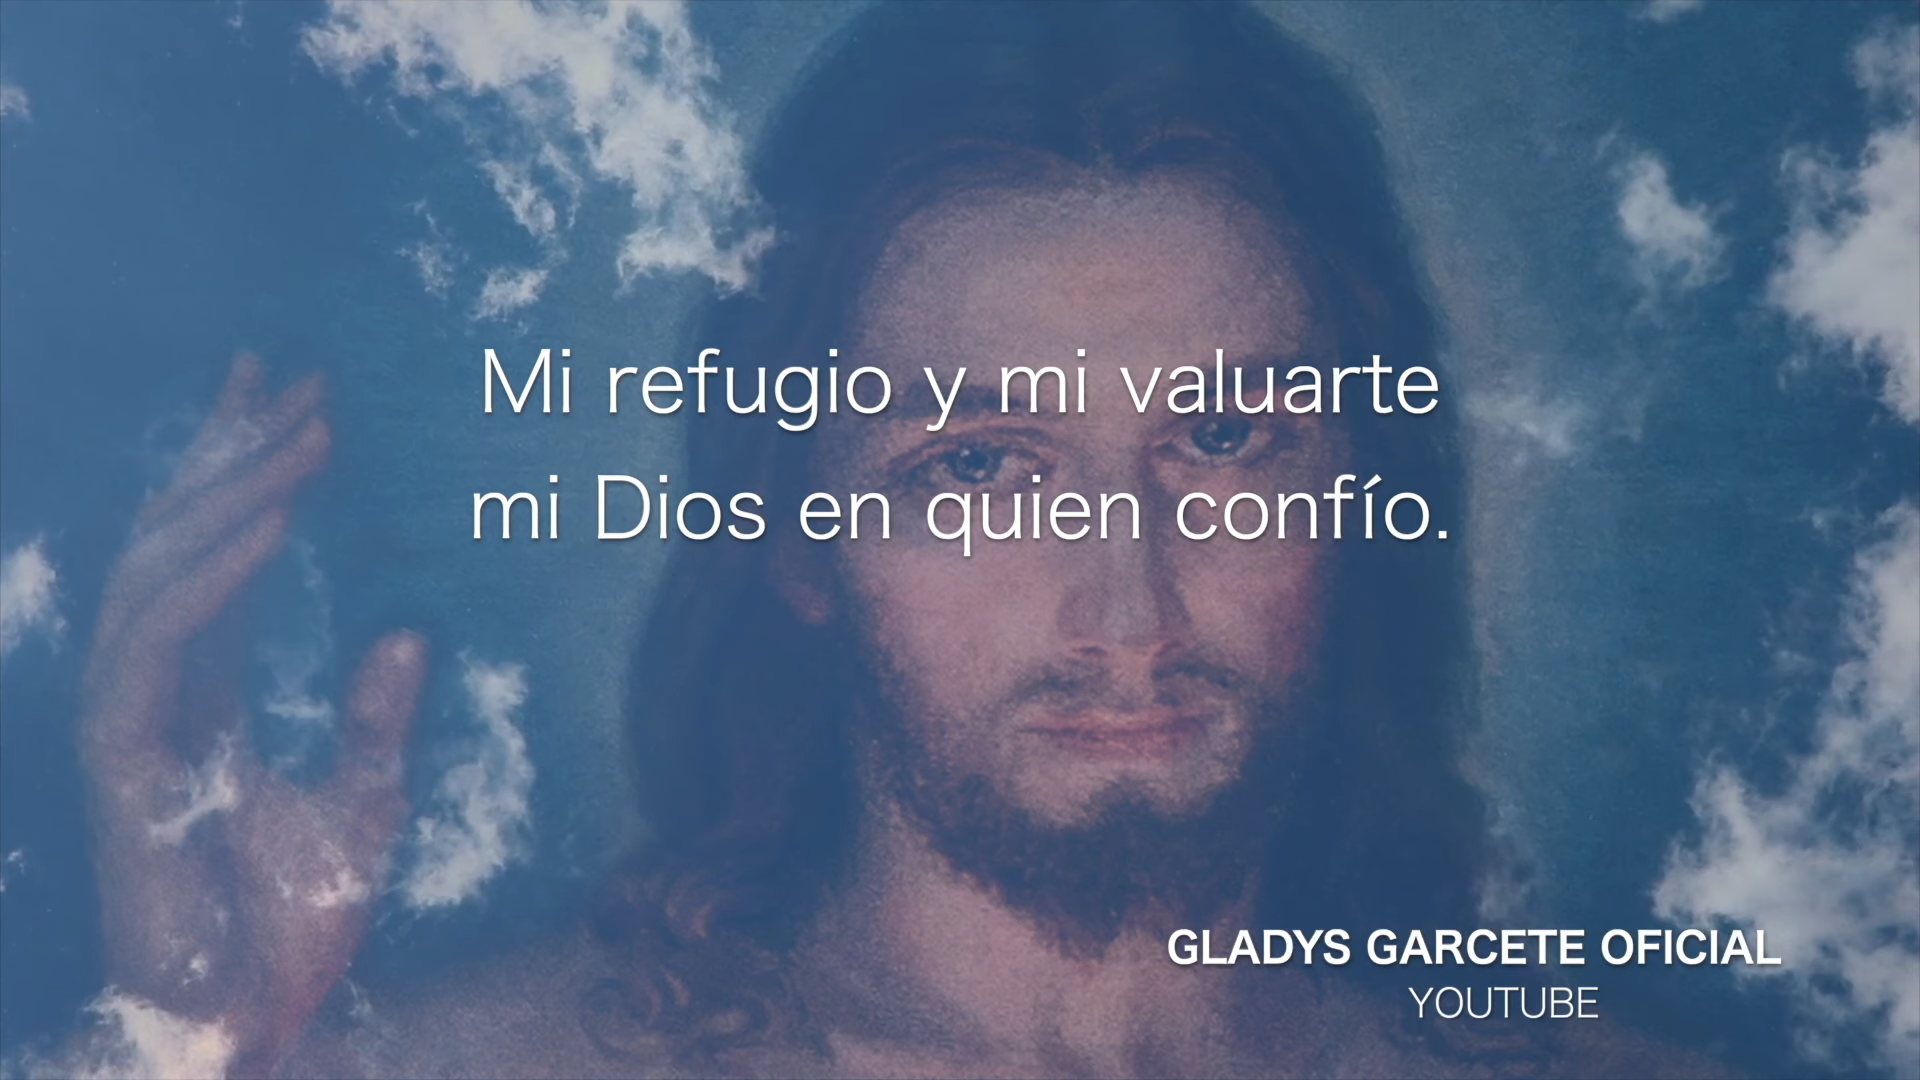 Mi refugio y mi valuarte
mi Dios en quien confío.
GLADYS GARCETE OFICIAL
YOUTUBE